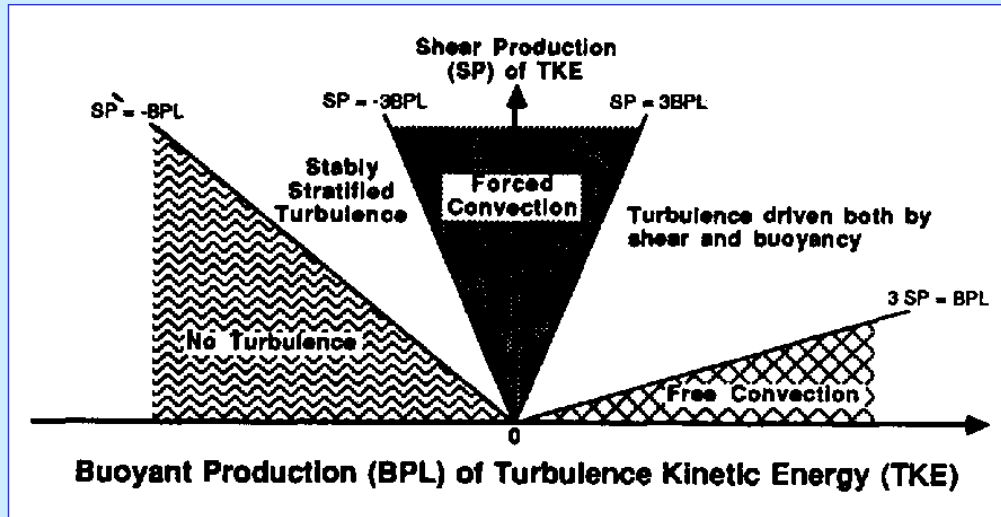 Shear Production
(SP) of TKE
SP = -BPL
SP = -3BPL
SP = 3BPL
Stably
Stratified
Turbulence
Forced
Convection
Turbulence driven both by
shear and buoyancy
3 SP = BPL
No Turbulence
Free Convection
0
Buoyant Production (BPL) of Turbulence Kinetic Energy (TKE)